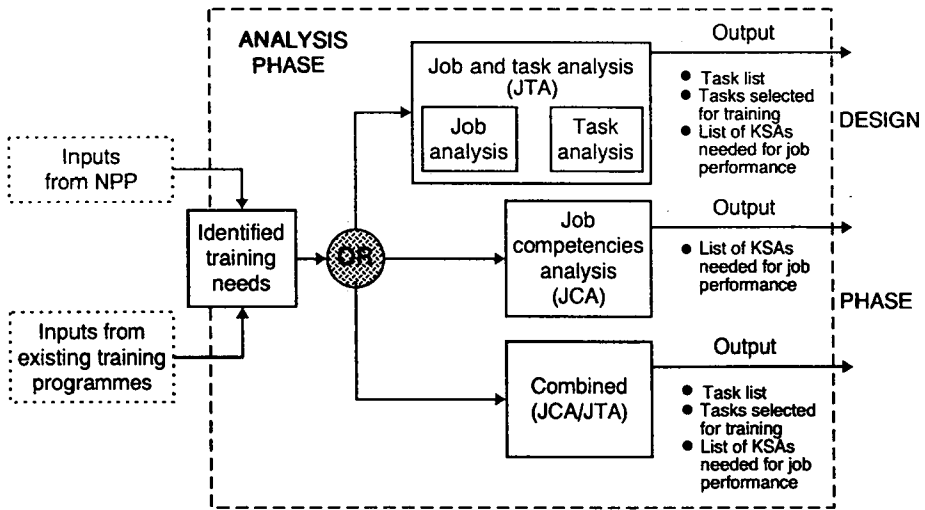 ANALYSIS
PHASE
Inputs
from NPP
Inputs from
existing training
programmes
Identified
training
needs
OR
Job and task analysis
(JTA)
Job
analysis
Task
analysis
Output
● Task list
● Tasks selected
for training
● List of KSAs
needed for job
performance
Job
competencies
analysis
(JCA)
Output
● List of KSAs
needed for job
performance
Combined
(JCA/JTA)
Output
● Task list
● Tasks selected
for training
● List of KSAs
needed for job
performance
DESIGN
PHASE